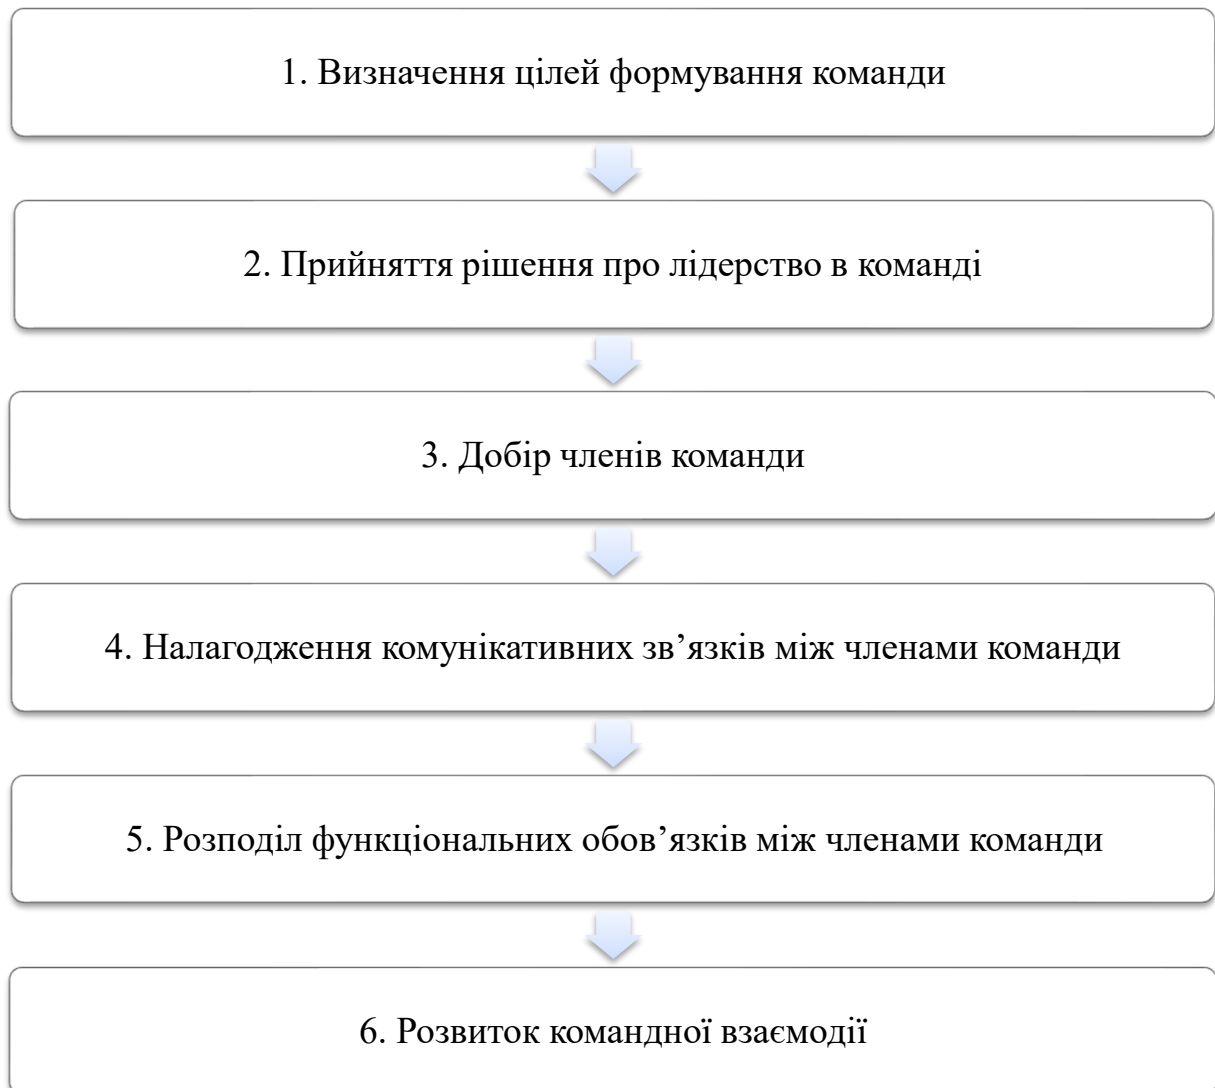 1. Визначення цілей формування команди
2. Прийняття рішення про лідерство в команді
3. Добір членів команди
4. Налагодження комунікативних зв’язків між членами команди
5. Розподіл функціональних обов’язків між членами команди
6. Розвиток командної взаємодії